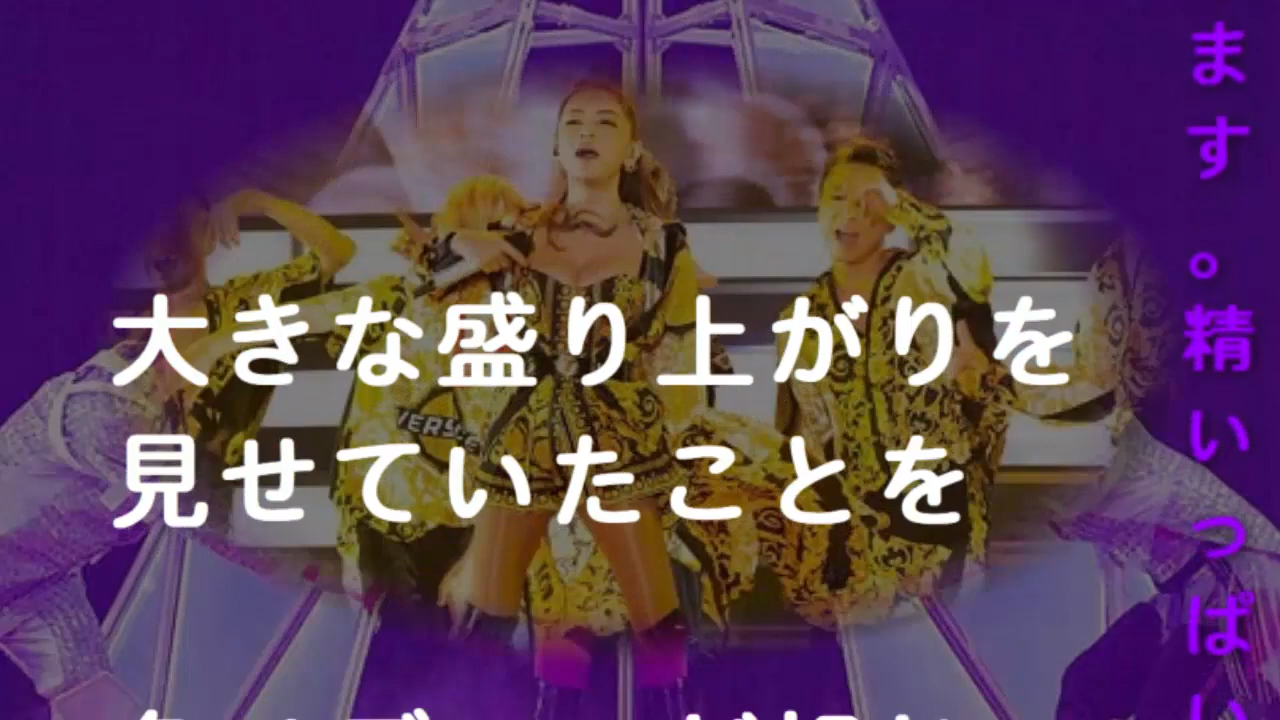 大きな盛り上がりを
見せていたことを
ます。精いっぱい